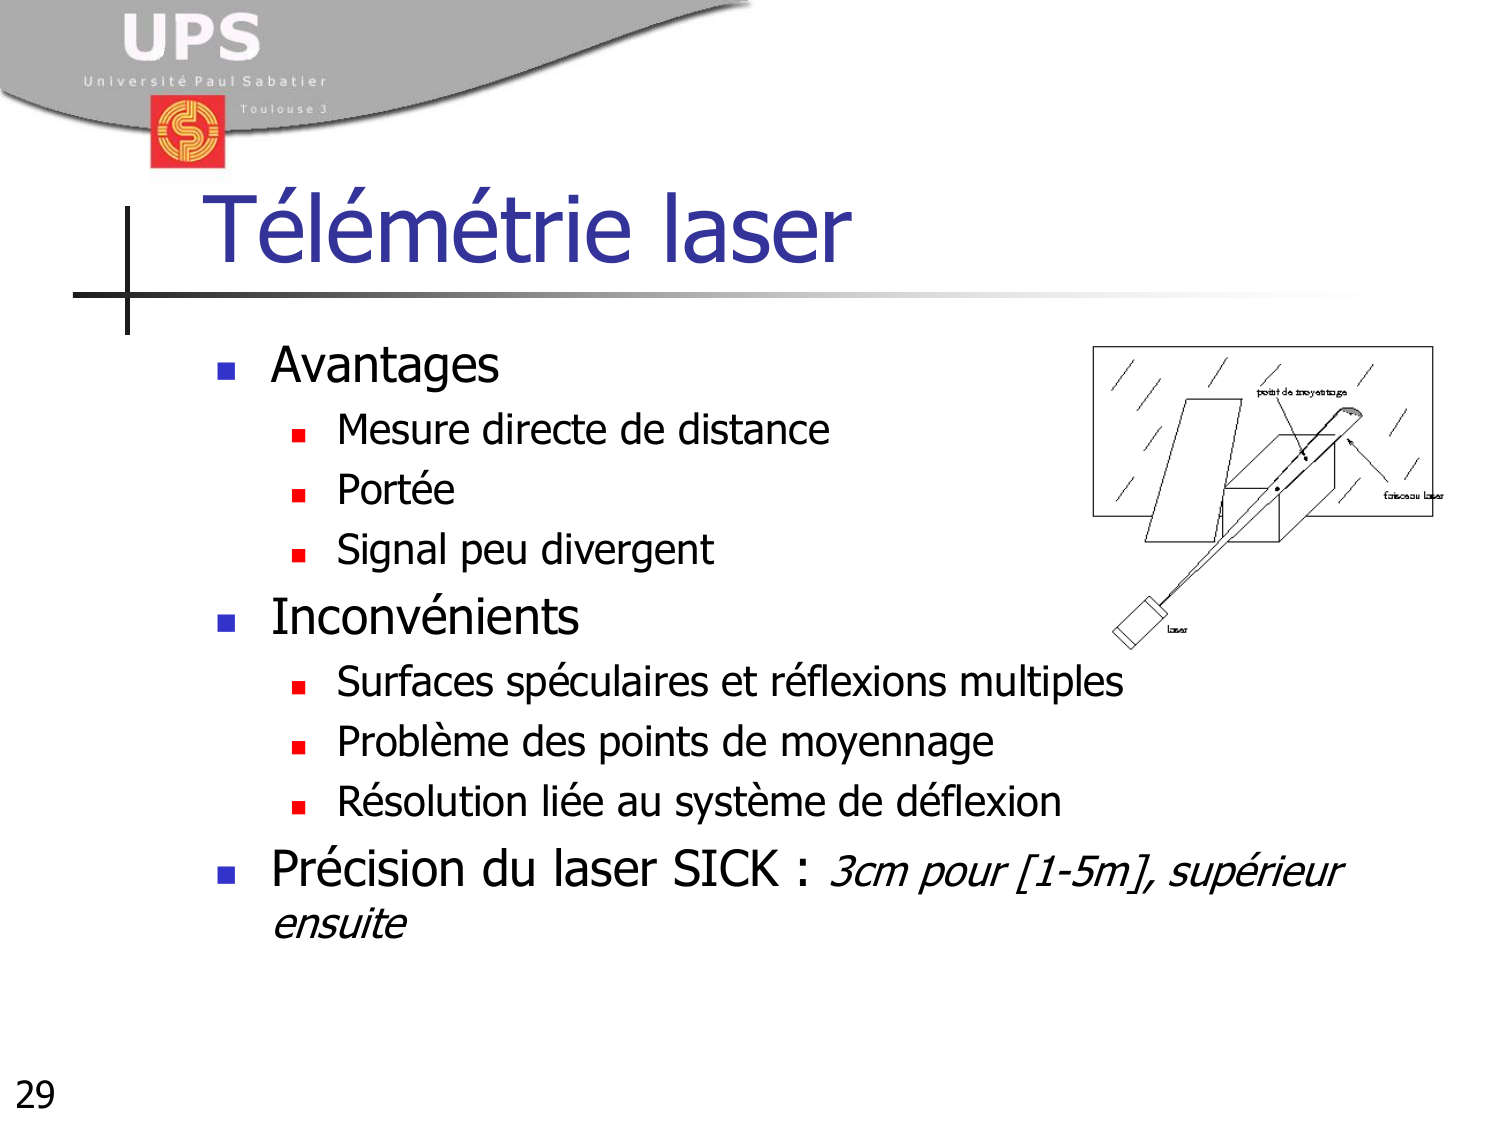 UPS
Université Paul Sabatier
Toulouse 3
Télémétrie laser
Avantages
Mesure directe de distance
Portée
Signal peu divergent
Inconvénients
Surfaces spéculaires et réflexions multiples
Problème des points de moyennage
Résolution liée au système de déflexion
Précision du laser SICK : 3cm pour [1-5m], supérieur
ensuite
point de moyennage
faisceau laser
laser
29